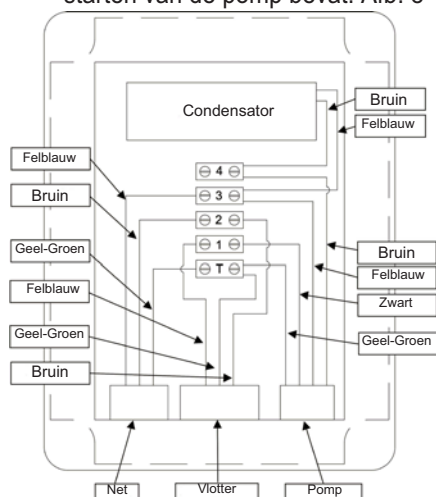 starten van de pomp bevat. Afb.
Condensator
Bruin
Felblauw
Felblauw
Bruin
Geel-Groen
Felblauw
Geel-Groen
Bruin
4
3
2
1
T
Bruin
Felblauw
Zwart
Geel-Groen
Net
Vlotter
Pomp